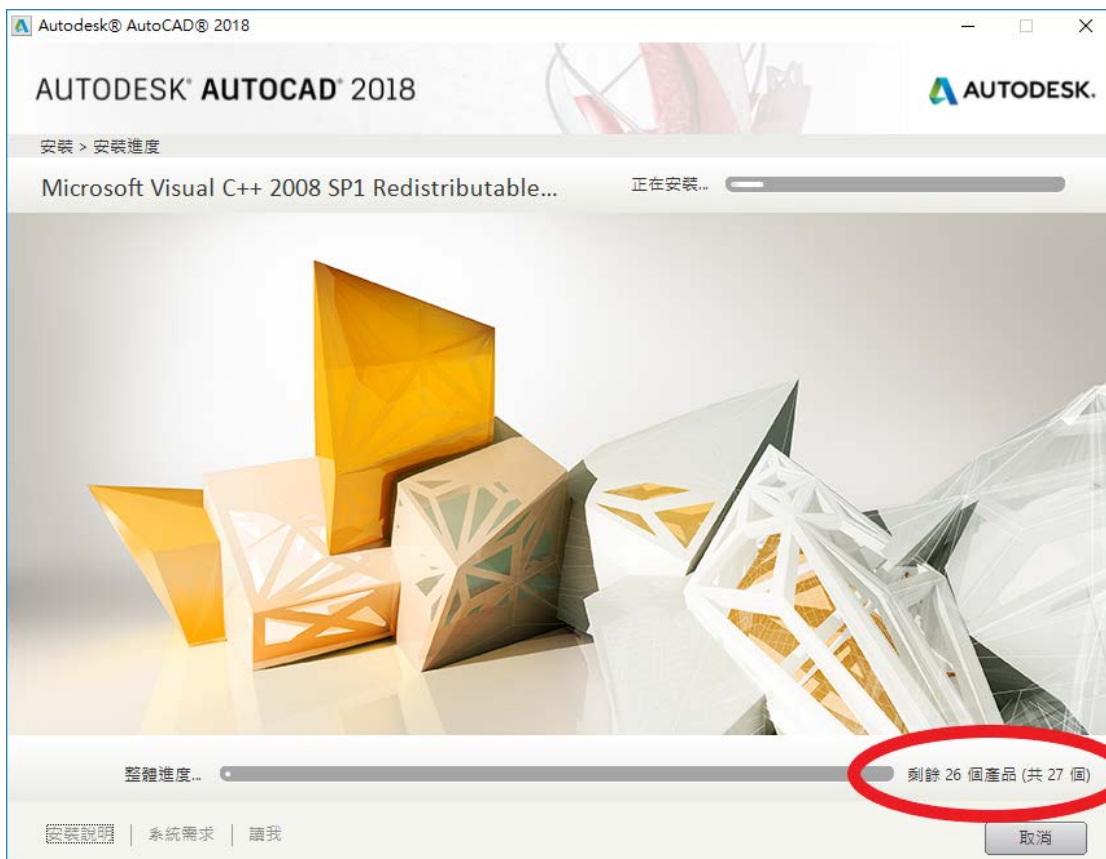 Autodesk® AutoCAD® 2018
AUTODESK® AUTOCAD® 2018
AUTODESK.
安裝 > 安裝進度
Microsoft Visual C++ 2008 SP1 Redistributable...
正在安裝...
整體進度...
剩餘 26 個產品 (共 27 個)
安裝說明 | 系統需求 | 讀我
取消